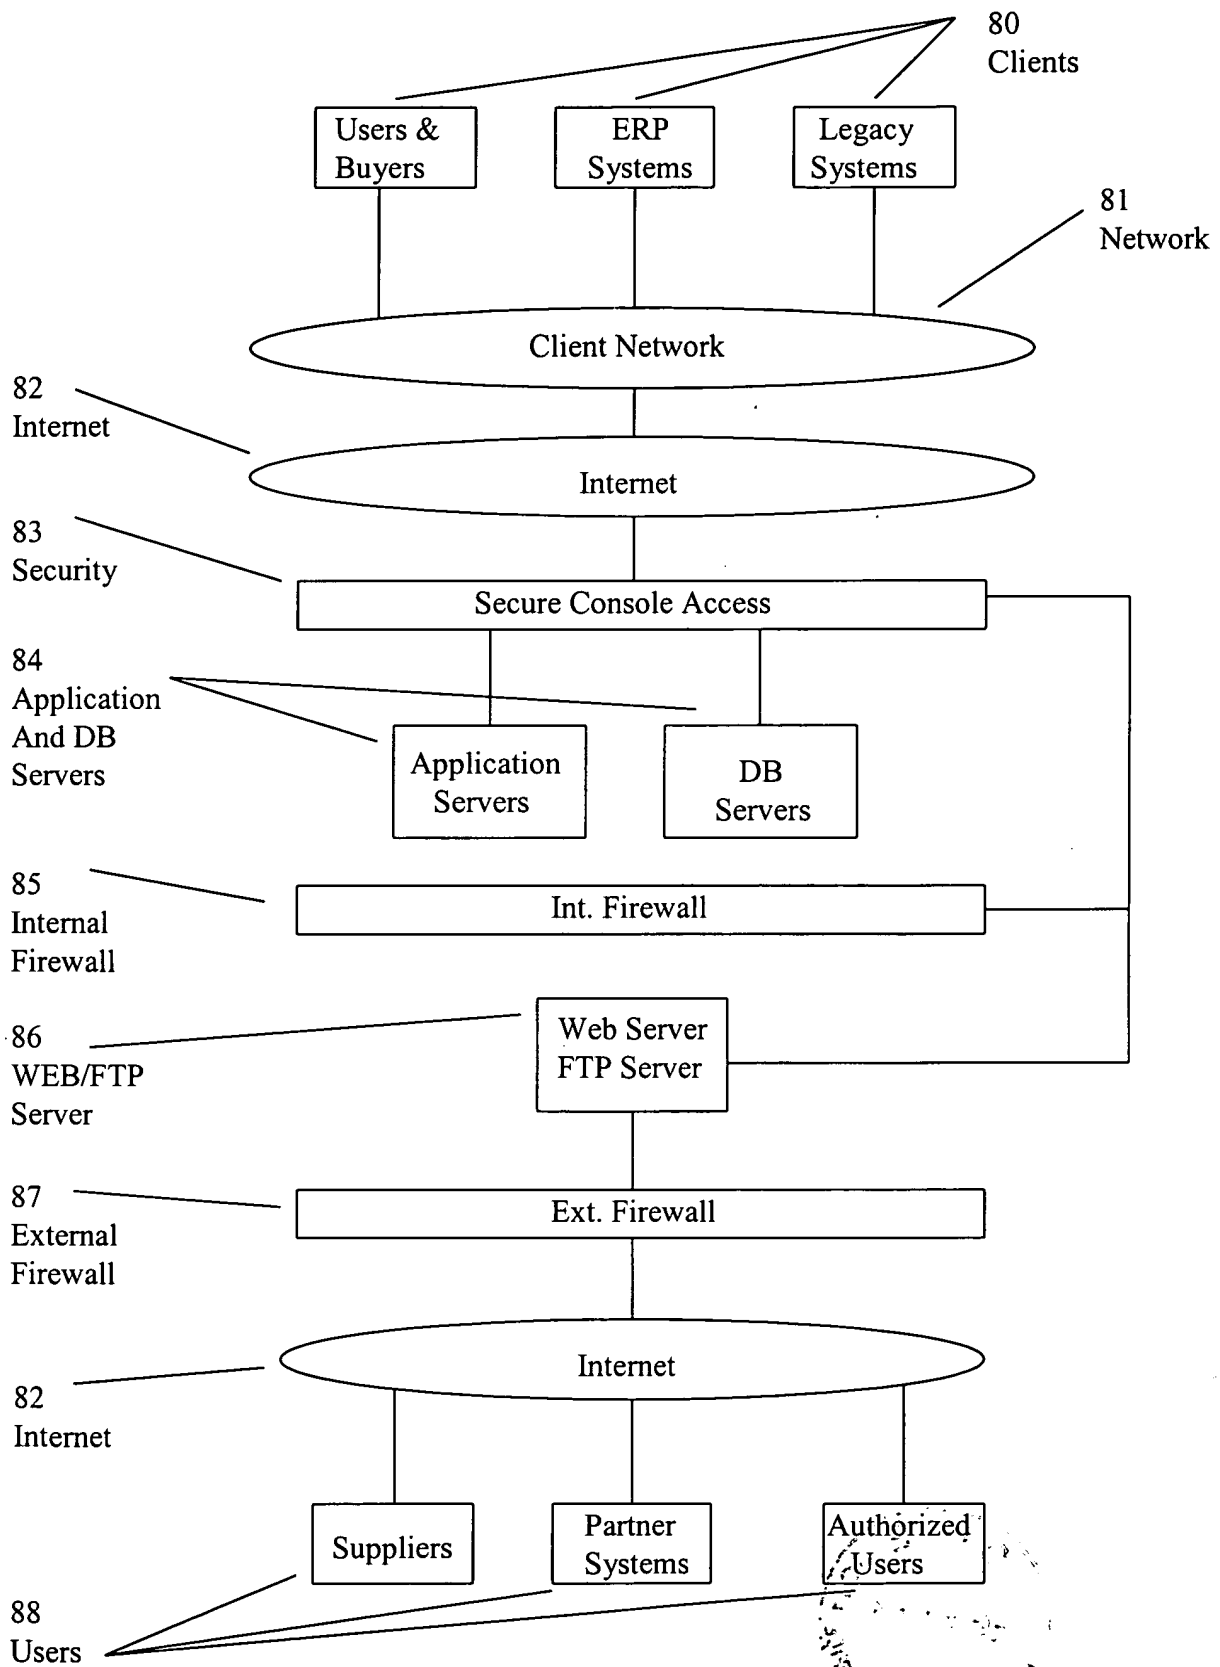 80
Clients
Users &
Buyers
ERP
Systems
Legacy
Systems
81
Network
Client Network
82
Internet
Internet
83
Security
Secure Console Access
84
Application
And DB
Servers
Application
Servers
DB
Servers
85
Internal
Firewall
Int. Firewall
86
WEB/FTP
Server
Web Server
FTP Server
87
External
Firewall
Ext. Firewall
82
Internet
Internet
Suppliers
Partner
Systems
Authorized
Users
88
Users